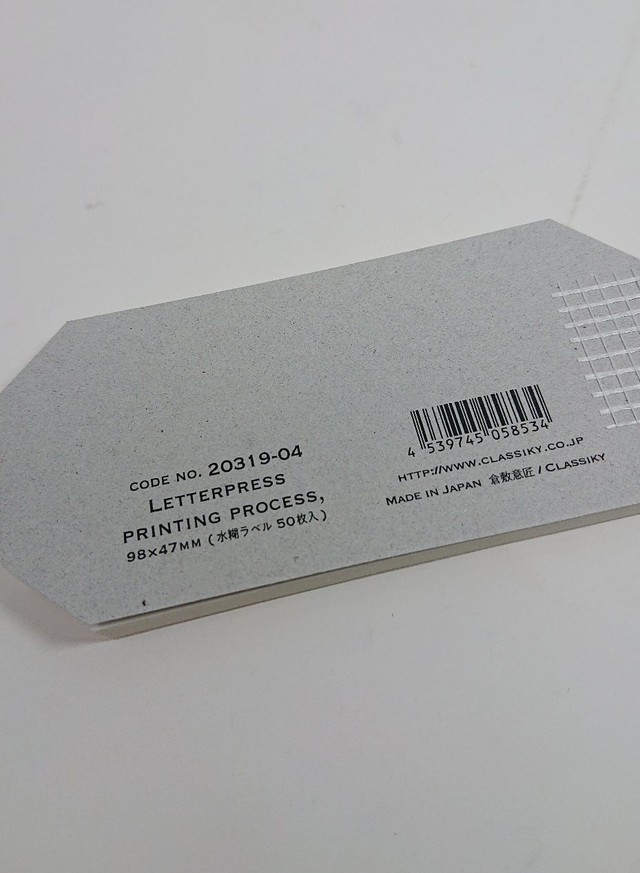 CODE NO. 20319-04
LETTERPRESS
PRINTING PROCESS,
98×47MM (水糊ラベル 50枚入)
4 539745 058534
HTTP://WWW.CLASSIKY.CO.JP
MADE IN JAPAN 倉敷意匠 / CLASSIKY